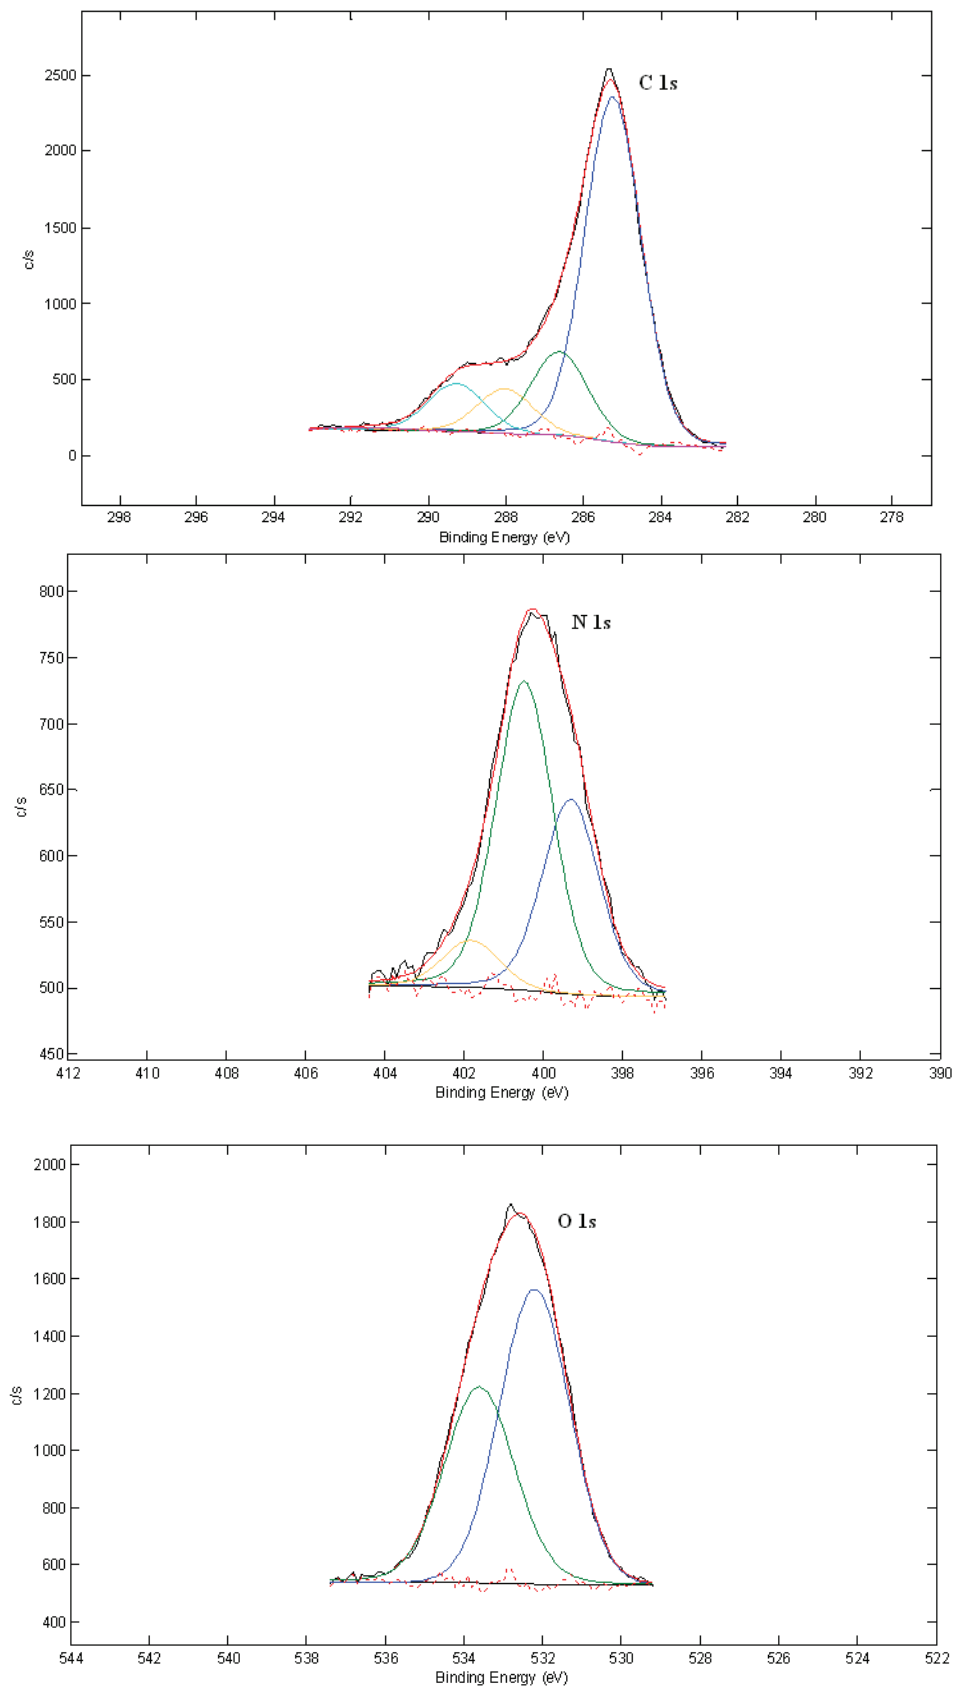 2500
C 1s
2000
1500
c/s
1000
500
0
298 296 294 292 290 288 286 284 282 280 278
Binding Energy (eV)
800
N 1s
750
700
650
c/s
600
550
500
450
412 410 408 406 404 402 400 398 396 394 392 390
Binding Energy (eV)
2000
1800
O 1s
1600
1400
c/s
1200
1000
800
600
400
544 542 540 538 536 534 532 530 528 526 524 522
Binding Energy (eV)